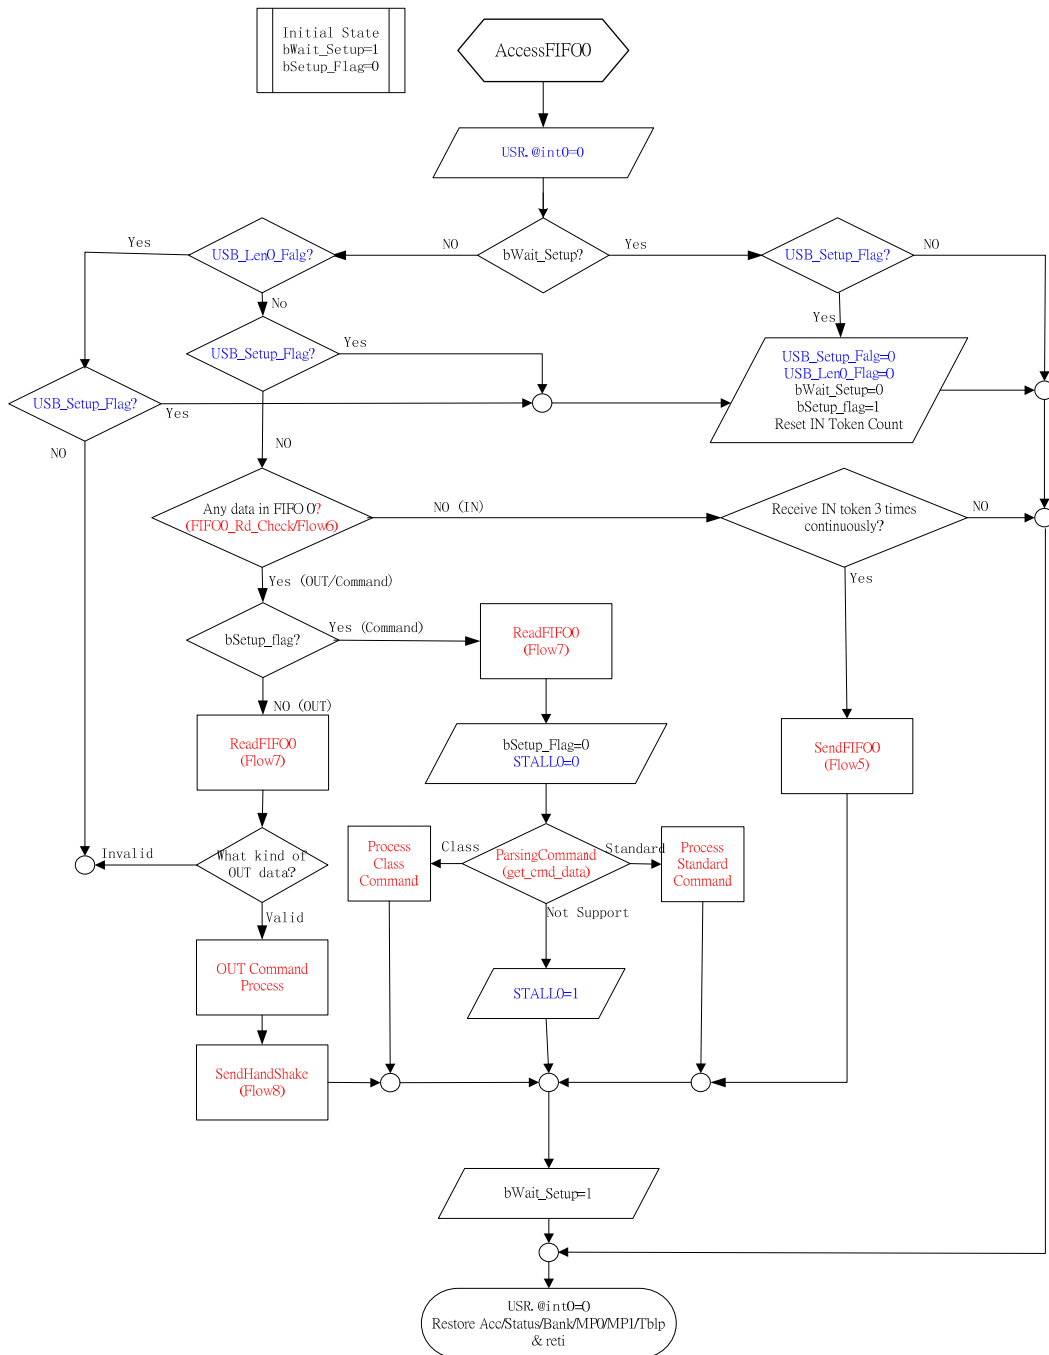 Initial State
bWait_Setup=1
bSetup_Flag=0
AccessFIFO0
USR.@int0=0
Yes
USB_Len0_Falg?
NO
bWait_Setup?
Yes
USB_Setup_Flag?
NO
No
Yes
USB_Setup_Flag?
Yes
USB_Setup_Falg=0
USB_Len0_Flag=0
bWait_Setup=0
bSetup_flag=1
Reset IN Token Count
USB_Setup_Flag?
Yes
NO
NO
Any data in FIFO 0?
(FIFO0_Rd_Check/Flow6)
NO (IN)
Receive IN token 3 times
continuously?
NO
Yes (OUT/Command)
Yes
bSetup_flag?
Yes (Command)
ReadFIFO0
(Flow7)
NO (OUT)
ReadFIFO0
(Flow7)
bSetup_Flag=0
STALL0=0
SendFIFO0
(Flow5)
Invalid
What kind of
OUT data?
Process
Class
Command
Class
ParsingCommand
(get_cmd_data)
Standard
Process
Standard
Command
Valid
Not Support
OUT Command
Process
STALL0=1
SendHandShake
(Flow8)
bWait_Setup=1
USR.@int0=0
Restore Acc/Status/Bank/MP0/MP1/Tblp
& reti